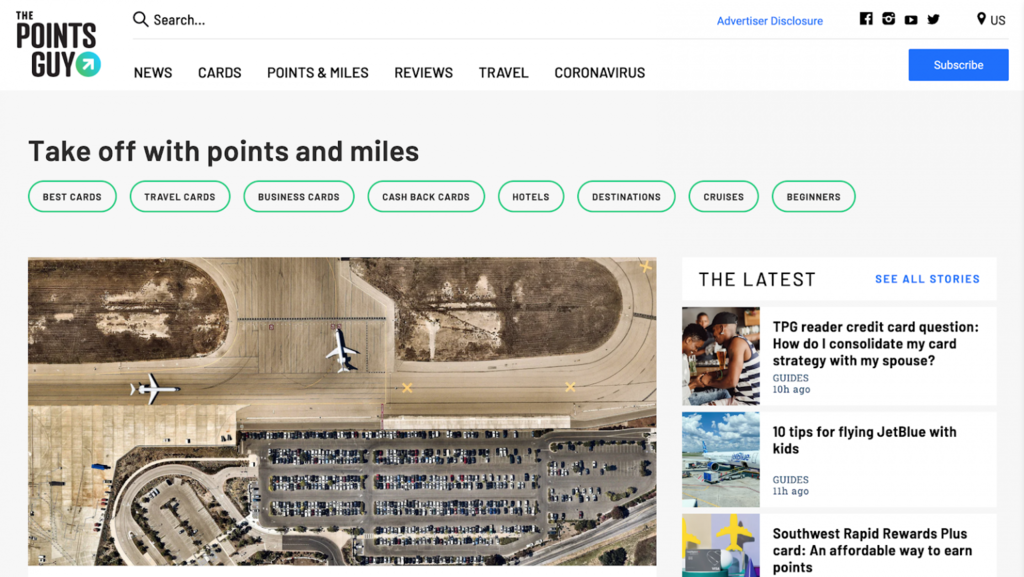 THE
POINTS
GUY
Search...
Advertiser Disclosure
US
NEWS
CARDS
POINTS & MILES
REVIEWS
TRAVEL
CORONAVIRUS
Subscribe
Take off with points and miles
BEST CARDS
TRAVEL CARDS
BUSINESS CARDS
CASH BACK CARDS
HOTELS
DESTINATIONS
CRUISES
BEGINNERS
THE LATEST
SEE ALL STORIES
TPG reader credit card question:
How do I consolidate my card
strategy with my spouse?
GUIDES
10h ago
10 tips for flying JetBlue with
kids
GUIDES
11h ago
Southwest Rapid Rewards Plus
card: An affordable way to earn
points